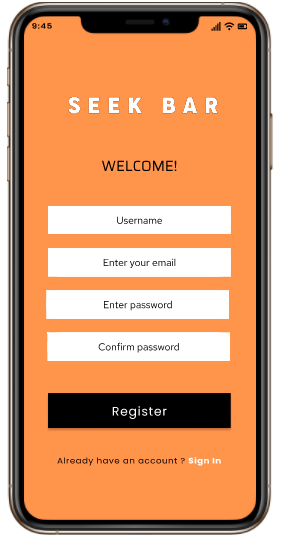 9:45
SEEK BAR
WELCOME!
Username
Enter your email
Enter password
Confirm password
Register
Already have an account ? Sign In